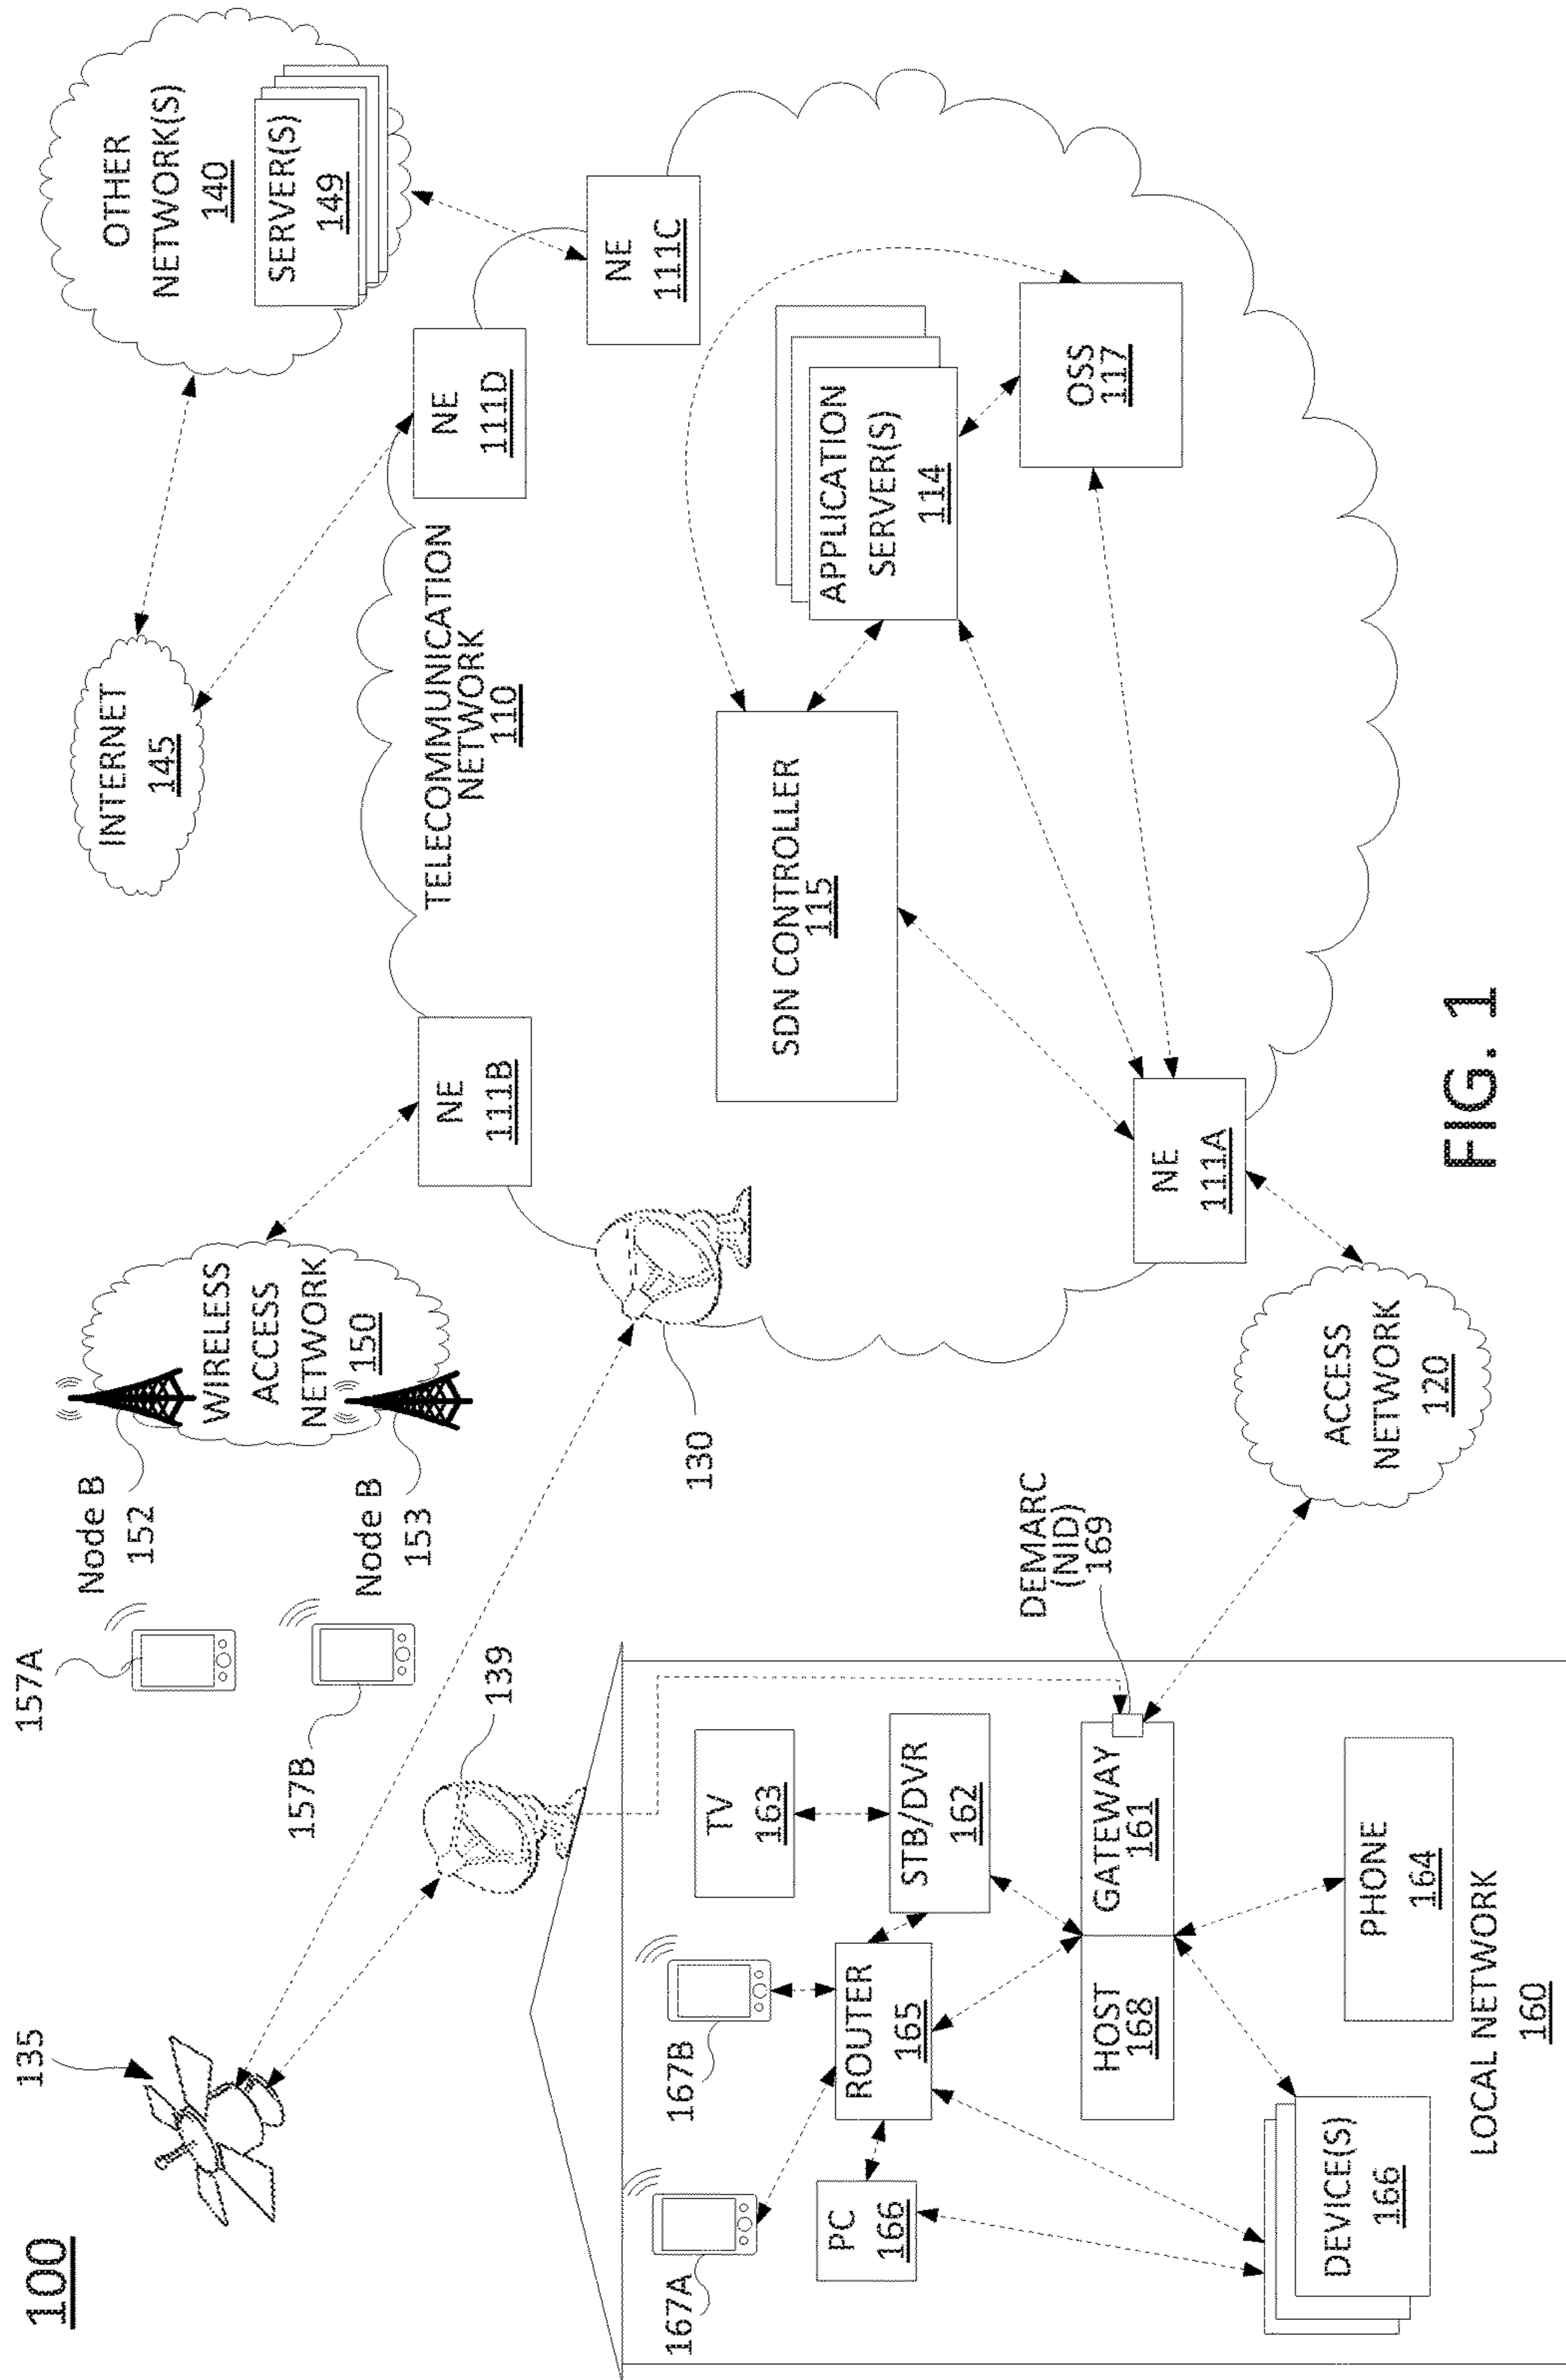 100
135
157A
157B
Node B
152
Node B
153
WIRELESS
ACCESS
NETWORK
150
INTERNET
145
OTHER
NETWORK(S)
140
SERVER(S)
149
139
130
NE
111B
TELECOMMUNICATION
NETWORK
110
NE
111D
NE
111C
SDN CONTROLLER
115
APPLICATION
SERVER(S)
114
OSS
117
NE
111A
ACCESS
NETWORK
120
DEMARC
(NID)
169
167A
167B
TV
163
STB/DVR
162
ROUTER
165
PC
166
HOST
168
GATEWAY
161
PHONE
164
DEVICE(S)
166
LOCAL NETWORK
160
FIG. 1